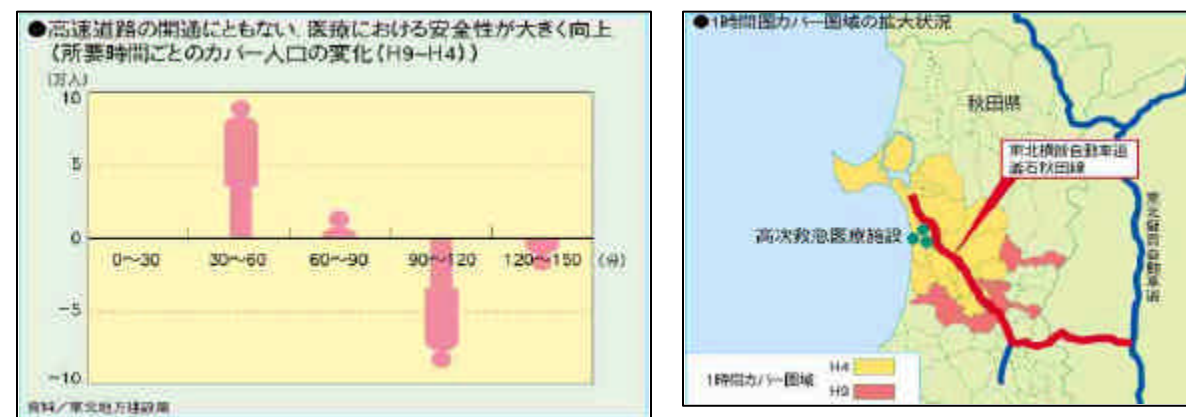 ●高速道路の開通にともない、医療における安全性が大きく向上
(所要時間ごとのカバー人口の変化(H9-H4))
(万人)
10
5
0
-5
-10
0〜30
30〜60
60〜90
90〜120
120〜150
(分)
資料/東北地方建設局
●1時間圏カバー圏域の拡大状況
秋田県
東北横断自動車道
釜石秋田線
高次救急医療施設
東北縦貫自動車道
1時間カバー圏域
H4
H9